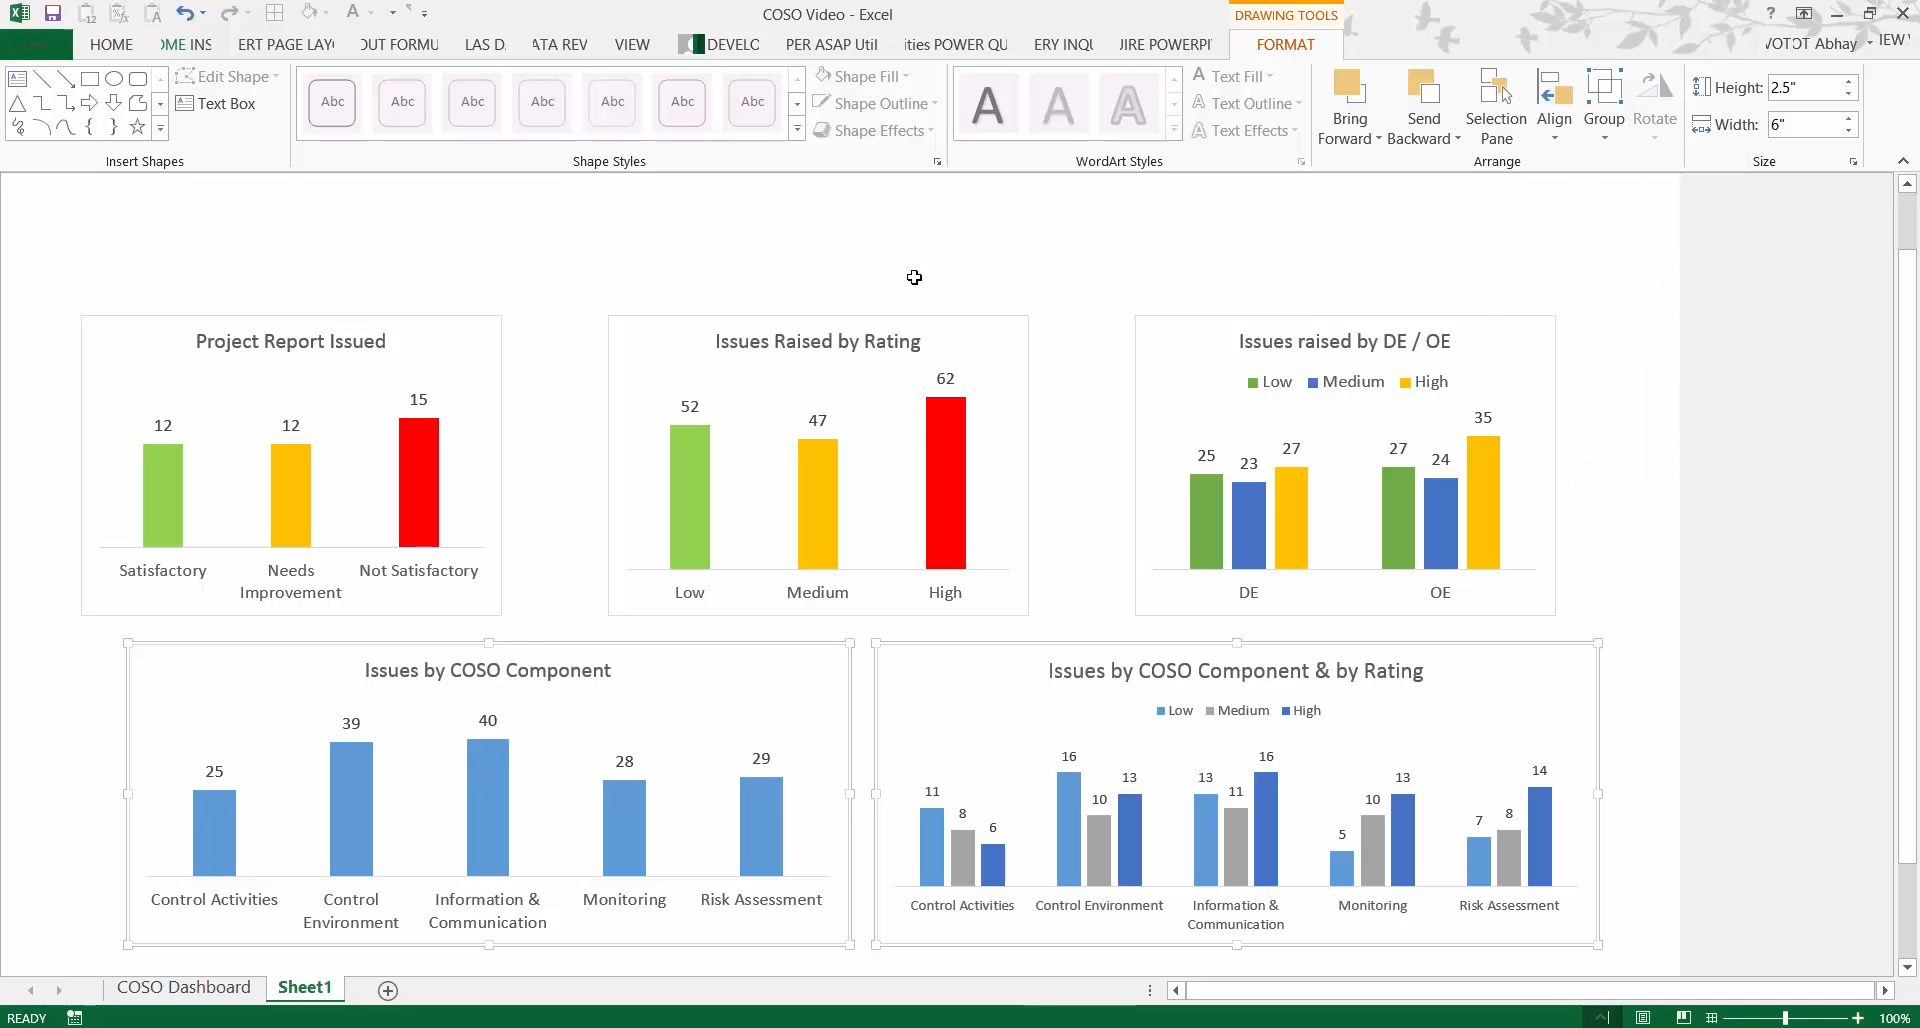 COSO Video - Excel
DRAWING TOOLS
HOME
OME INS
ERT PAGE LAY
OUT FORMU
LAS D.
ATA REV
VIEW
DEVELC
PER ASAP Util
ities POWER QU
ERY INQU
UIRE POWERPI
FORMAT
Abhay
IEW
Edit Shape
Text Box
Insert Shapes
Abc Abc Abc Abc Abc Abc Abc
Shape Fill
Shape Outline
Shape Effects
Shape Styles
A A A
Text Fill
Text Outline
Text Effects
WordArt Styles
Bring
Forward
Send
Backward
Selection
Pane
Align
Group
Rotate
Arrange
Height: 2.5"
Width: 6"
Size
Project Report Issued
12 12 15
Satisfactory Needs Improvement Not Satisfactory
Issues Raised by Rating
52 47 62
Low Medium High
Issues raised by DE / OE
Low Medium High
25 23 27 27 24 35
DE OE
Issues by COSO Component
25 39 40 28 29
Control Activities Control Environment Information & Communication Monitoring Risk Assessment
Issues by COSO Component & by Rating
Low Medium High
11 8 6 16 10 13 13 11 16 5 10 13 7 8 14
Control Activities Control Environment Information & Communication Monitoring Risk Assessment
COSO Dashboard Sheet1
READY
100%